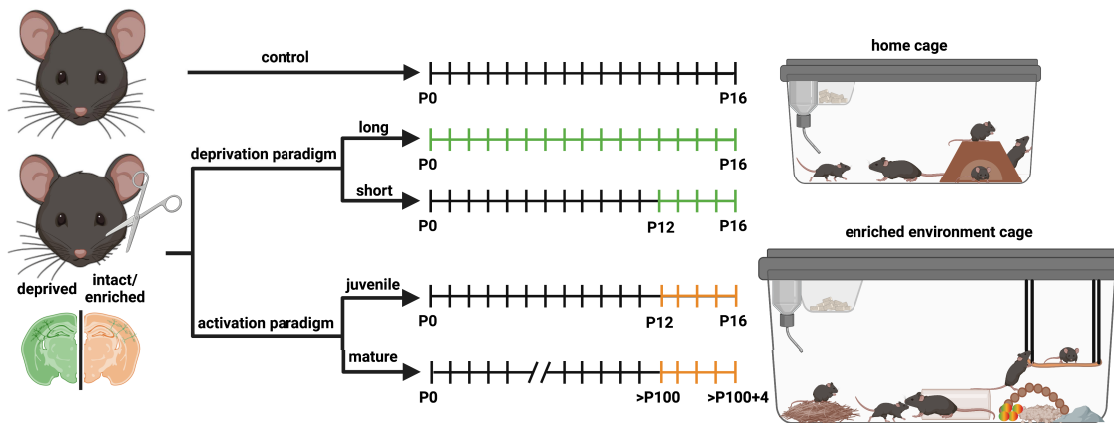 control
P0
P16
home cage
deprivation paradigm
long
P0
P16
short
P0
P12
P16
deprived
intact/
enriched
activation paradigm
juvenile
P0
P12
P16
mature
P0
>P100
>P100+4
enriched environment cage